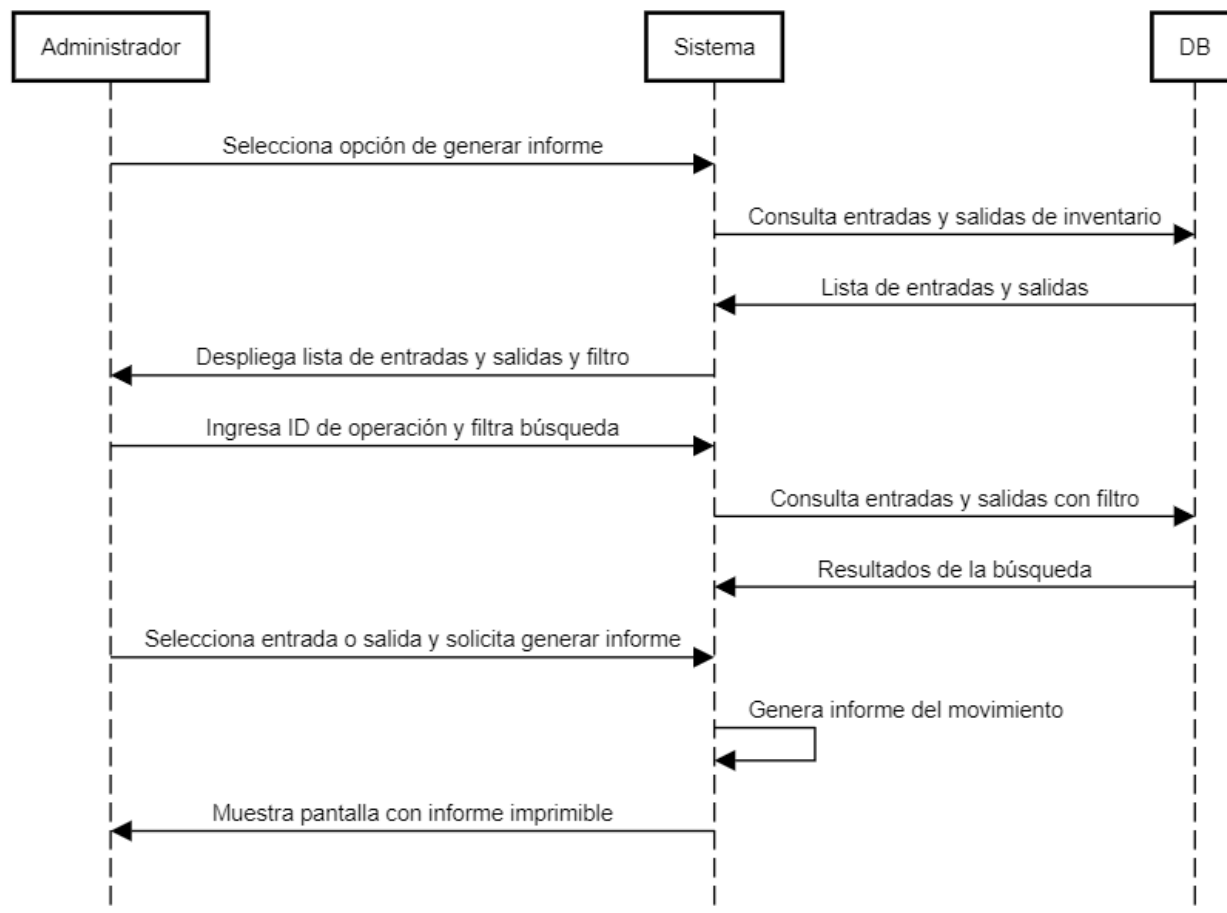 Administrador
Sistema
DB
Selecciona opción de generar informe
Consulta entradas y salidas de inventario
Lista de entradas y salidas
Despliega lista de entradas y salidas y filtro
Ingresa ID de operación y filtra búsqueda
Consulta entradas y salidas con filtro
Resultados de la búsqueda
Selecciona entrada o salida y solicita generar informe
Genera informe del movimiento
Muestra pantalla con informe imprimible